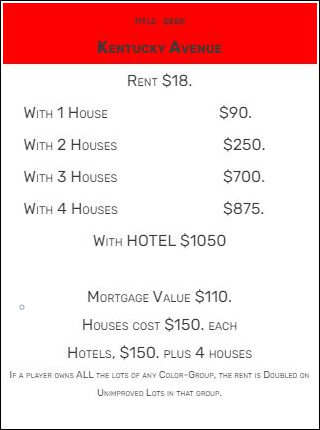 TITLE DEED
KENTUCKY AVENUE
RENT $18.
WITH 1 HOUSE $90.
WITH 2 HOUSES $250.
WITH 3 HOUSES $700.
WITH 4 HOUSES $875.
WITH HOTEL $1050
MORTGAGE VALUE $110.
HOUSES COST $150. EACH
HOTELS, $150. PLUS 4 HOUSES
IF A PLAYER OWNS ALL THE LOTS OF ANY COLOR-GROUP, THE RENT IS DOUBLED ON
UNIMPROVED LOTS IN THAT GROUP.